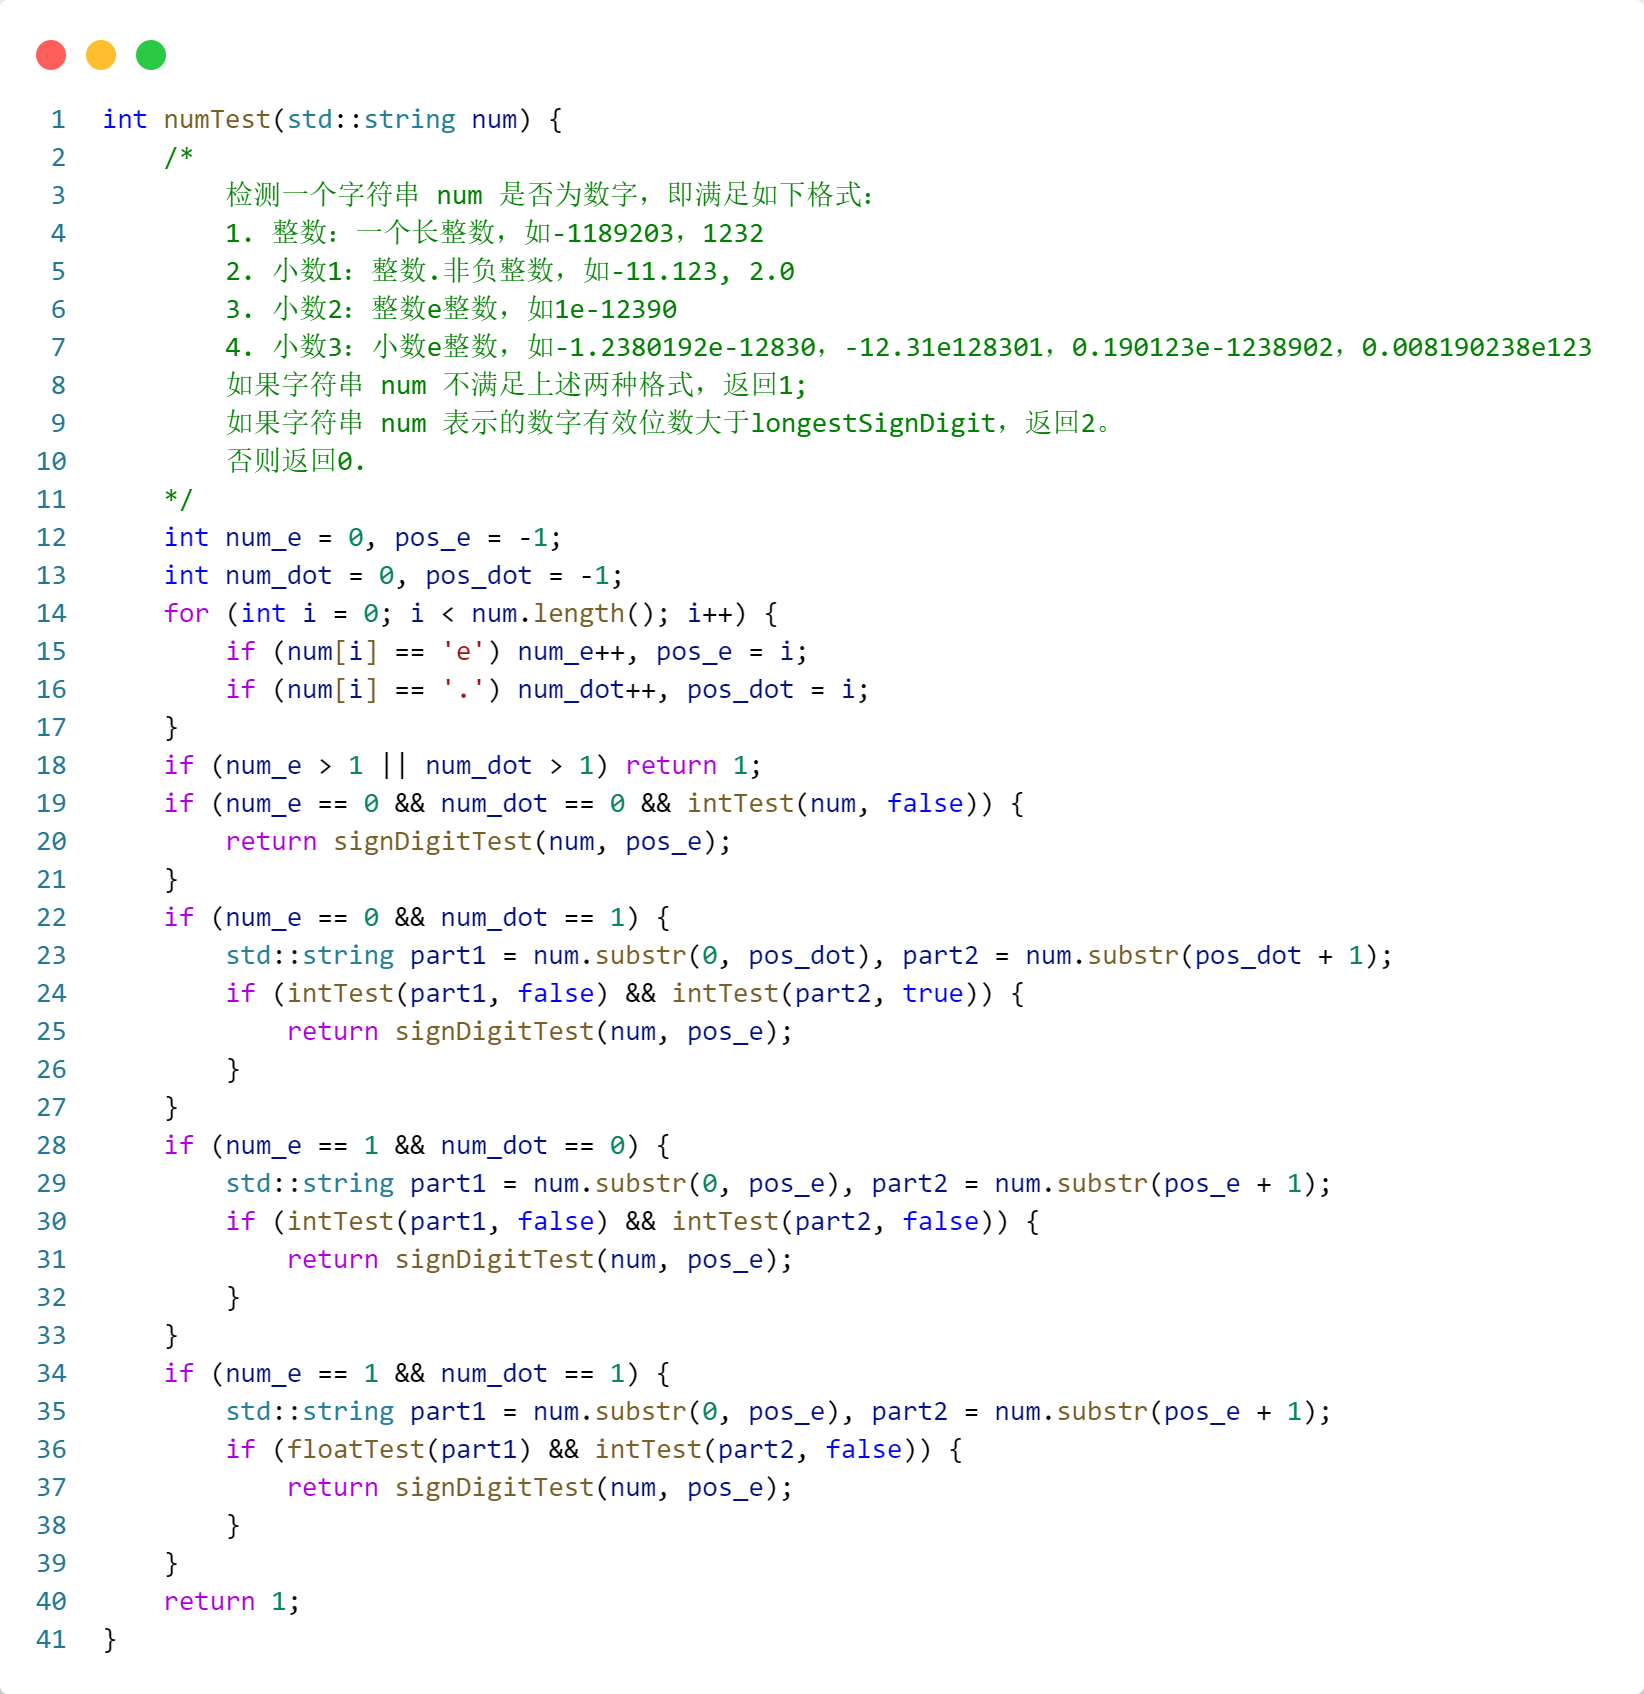 1 int numTest(std::string num) {
2     /*
3         检测一个字符串 num 是否为数字，即满足如下格式：
4         1. 整数：一个长整数，如-1189203，1232
5         2. 小数1：整数.非负整数，如-11.123, 2.0
6         3. 小数2：整数e整数，如1e-12390
7         4. 小数3：小数e整数，如-1.2380192e-12830，-12.31e128301，0.190123e-1238902，0.008190238e123
8         如果字符串 num 不满足上述两种格式，返回1;
9         如果字符串 num 表示的数字有效位数大于longestSignDigit，返回2。
10         否则返回0.
11     */
12     int num_e = 0, pos_e = -1;
13     int num_dot = 0, pos_dot = -1;
14     for (int i = 0; i < num.length(); i++) {
15         if (num[i] == 'e') num_e++, pos_e = i;
16         if (num[i] == '.') num_dot++, pos_dot = i;
17     }
18     if (num_e > 1 || num_dot > 1) return 1;
19     if (num_e == 0 && num_dot == 0 && intTest(num, false)) {
20         return signDigitTest(num, pos_e);
21     }
22     if (num_e == 0 && num_dot == 1) {
23         std::string part1 = num.substr(0, pos_dot), part2 = num.substr(pos_dot + 1);
24         if (intTest(part1, false) && intTest(part2, true)) {
25             return signDigitTest(num, pos_e);
26         }
27     }
28     if (num_e == 1 && num_dot == 0) {
29         std::string part1 = num.substr(0, pos_e), part2 = num.substr(pos_e + 1);
30         if (intTest(part1, false) && intTest(part2, false)) {
31             return signDigitTest(num, pos_e);
32         }
33     }
34     if (num_e == 1 && num_dot == 1) {
35         std::string part1 = num.substr(0, pos_e), part2 = num.substr(pos_e + 1);
36         if (floatTest(part1) && intTest(part2, false)) {
37             return signDigitTest(num, pos_e);
38         }
39     }
40     return 1;
41 }